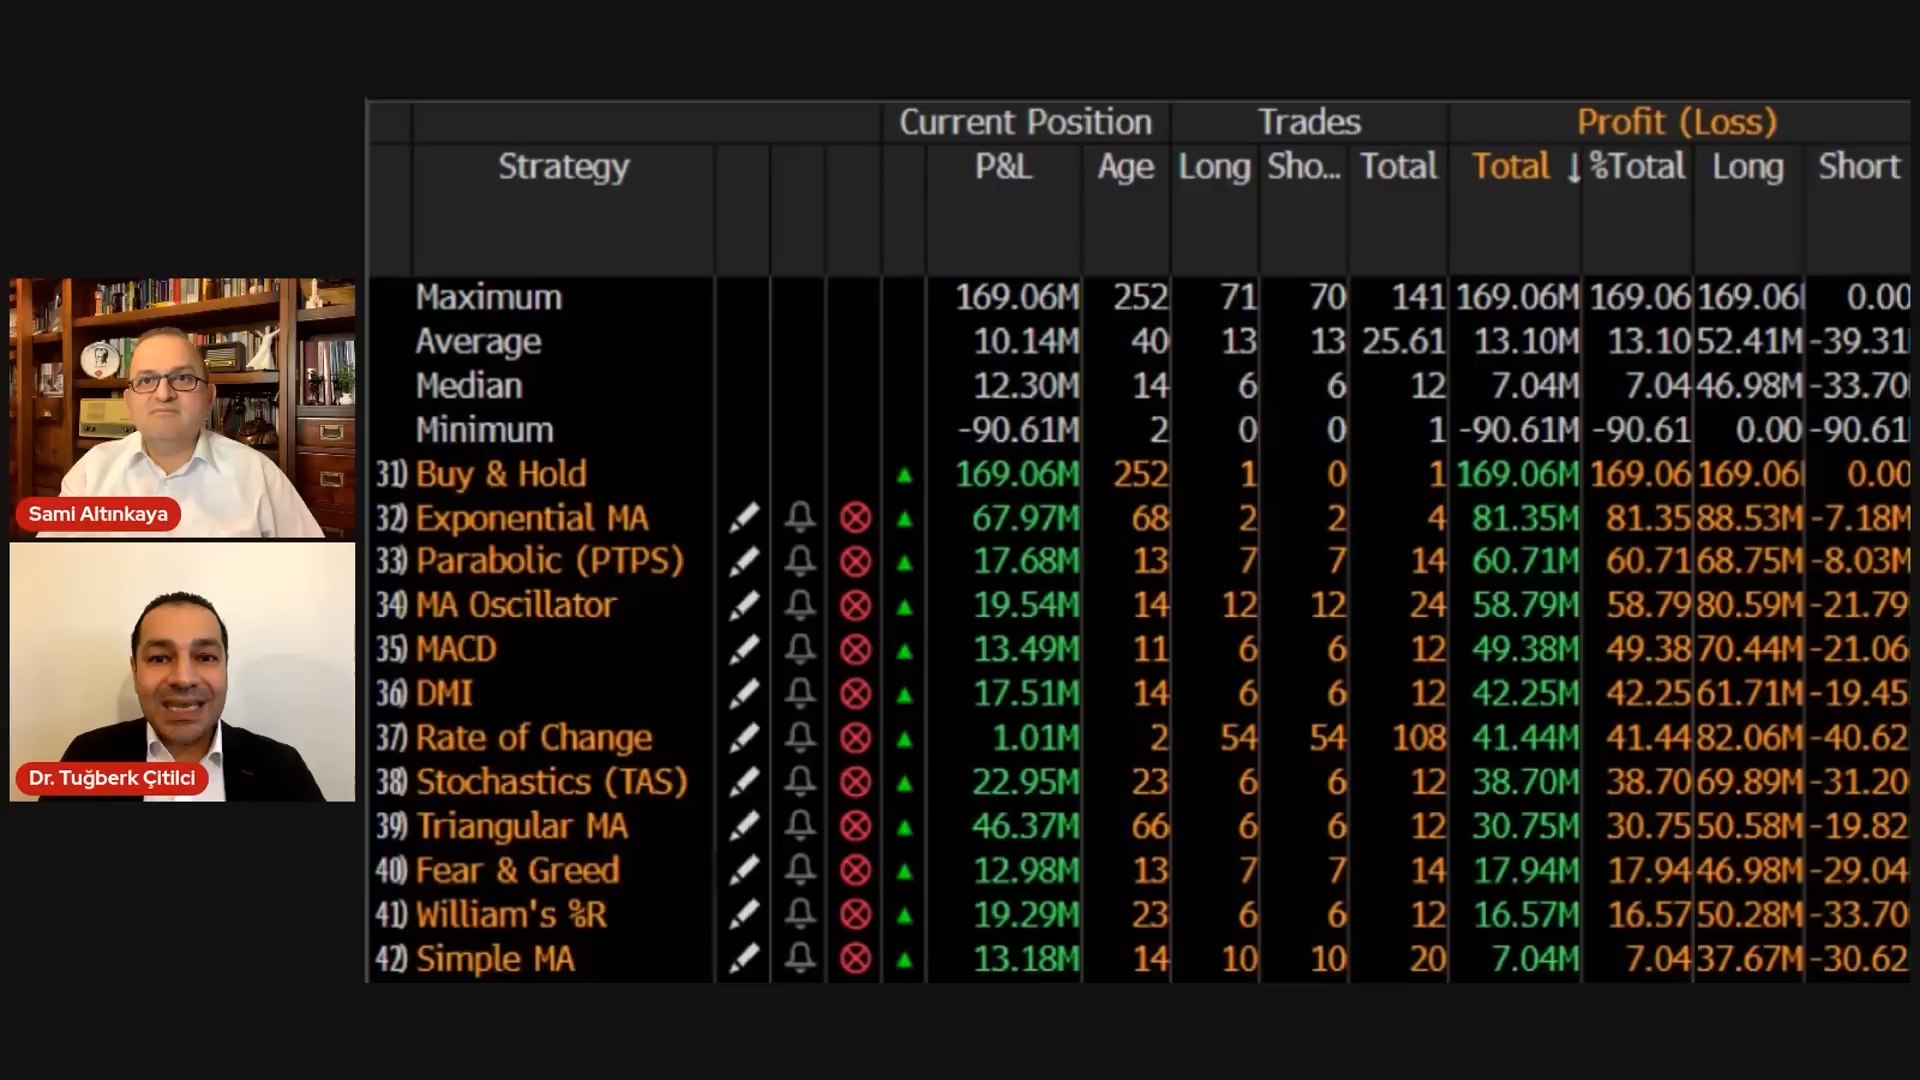 Current Position Trades Profit (Loss)
Strategy P&L Age Long Sho... Total Total ↓ %Total Long Short
Maximum 169.06M 252 71 70 141 169.06M 169.06 169.06 0.00
Average 10.14M 40 13 13 25.61 13.10M 13.10 52.41M -39.31
Median 12.30M 14 6 6 12 7.04M 7.04 46.98M -33.70
Minimum -90.61M 2 0 0 1 -90.61M -90.61 0.00 -90.61
31) Buy & Hold 169.06M 252 1 0 1 169.06M 169.06 169.06 0.00
32) Exponential MA 67.97M 68 2 2 4 81.35M 81.35 88.53M -7.18M
33) Parabolic (PTPS) 17.68M 13 7 7 14 60.71M 60.71 68.75M -8.03M
34) MA Oscillator 19.54M 14 12 12 24 58.79M 58.79 80.59M -21.79
35) MACD 13.49M 11 6 6 12 49.38M 49.38 70.44M -21.06
36) DMI 17.51M 14 6 6 12 42.25M 42.25 61.71M -19.45
37) Rate of Change 1.01M 2 54 54 108 41.44M 41.44 82.06M -40.62
38) Stochastics (TAS) 22.95M 23 6 6 12 38.70M 38.70 69.89M -31.20
39) Triangular MA 46.37M 66 6 6 12 30.75M 30.75 50.58M -19.82
40) Fear & Greed 12.98M 13 7 7 14 17.94M 17.94 46.98M -29.04
41) William's %R 19.29M 23 6 6 12 16.57M 16.57 50.28M -33.70
42) Simple MA 13.18M 14 10 10 20 7.04M 7.04 37.67M -30.62
Sami Altınkaya
Dr. Tuğberk Çitilci